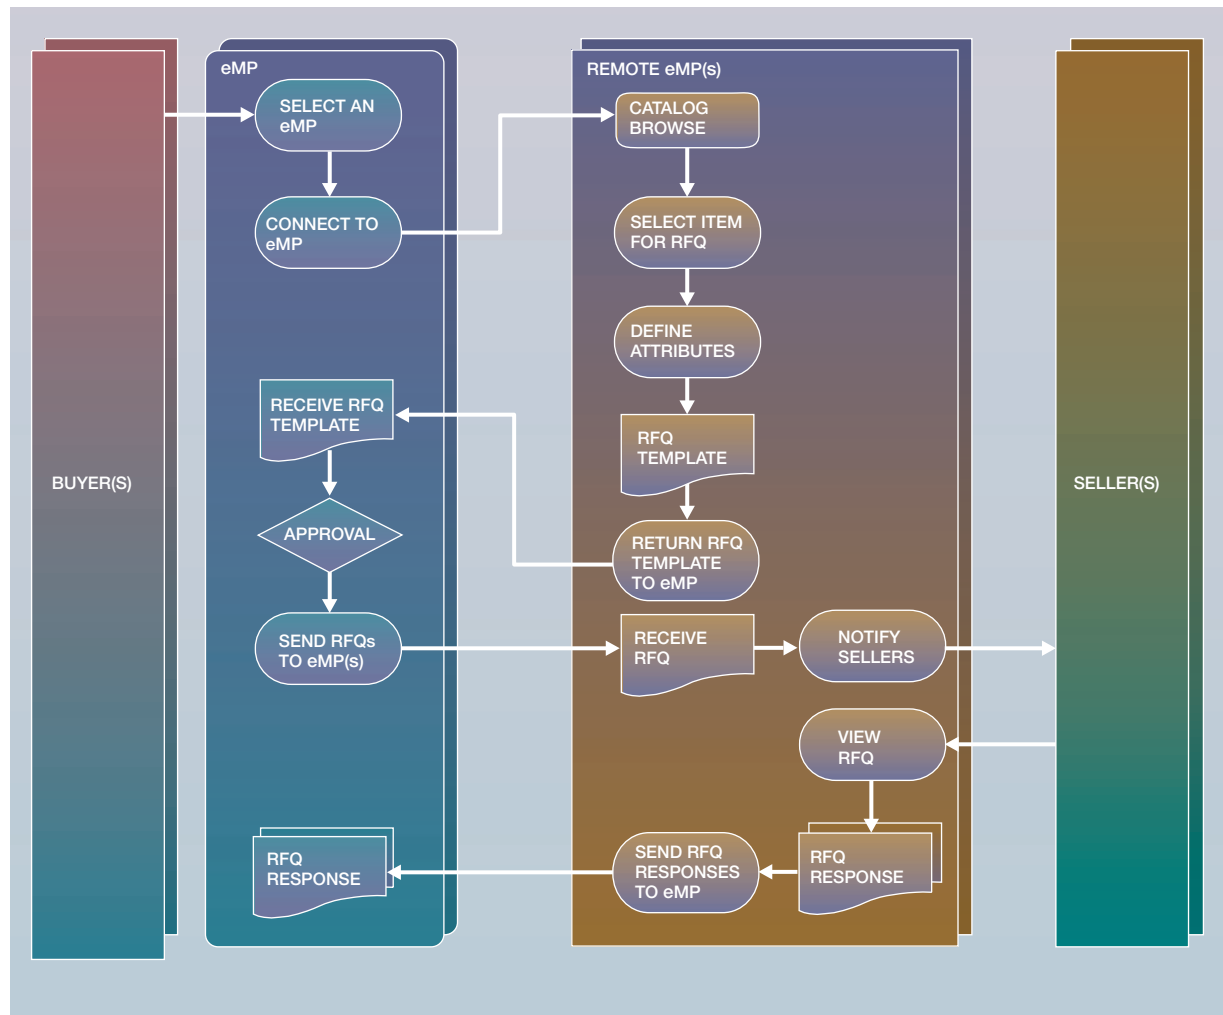 eMP
REMOTE eMP(s)
SELECT AN
eMP
CATALOG
BROWSE
CONNECT TO
eMP
SELECT ITEM
FOR RFQ
DEFINE
ATTRIBUTES
RECEIVE RFQ
TEMPLATE
RFQ
TEMPLATE
BUYER(S)
SELLER(S)
APPROVAL
RETURN RFQ
TEMPLATE
TO eMP
SEND RFQs
TO eMP(s)
RECEIVE
RFQ
NOTIFY
SELLERS
VIEW
RFQ
RFQ
RESPONSE
SEND RFQ
RESPONSES
TO eMP
RFQ
RESPONSE